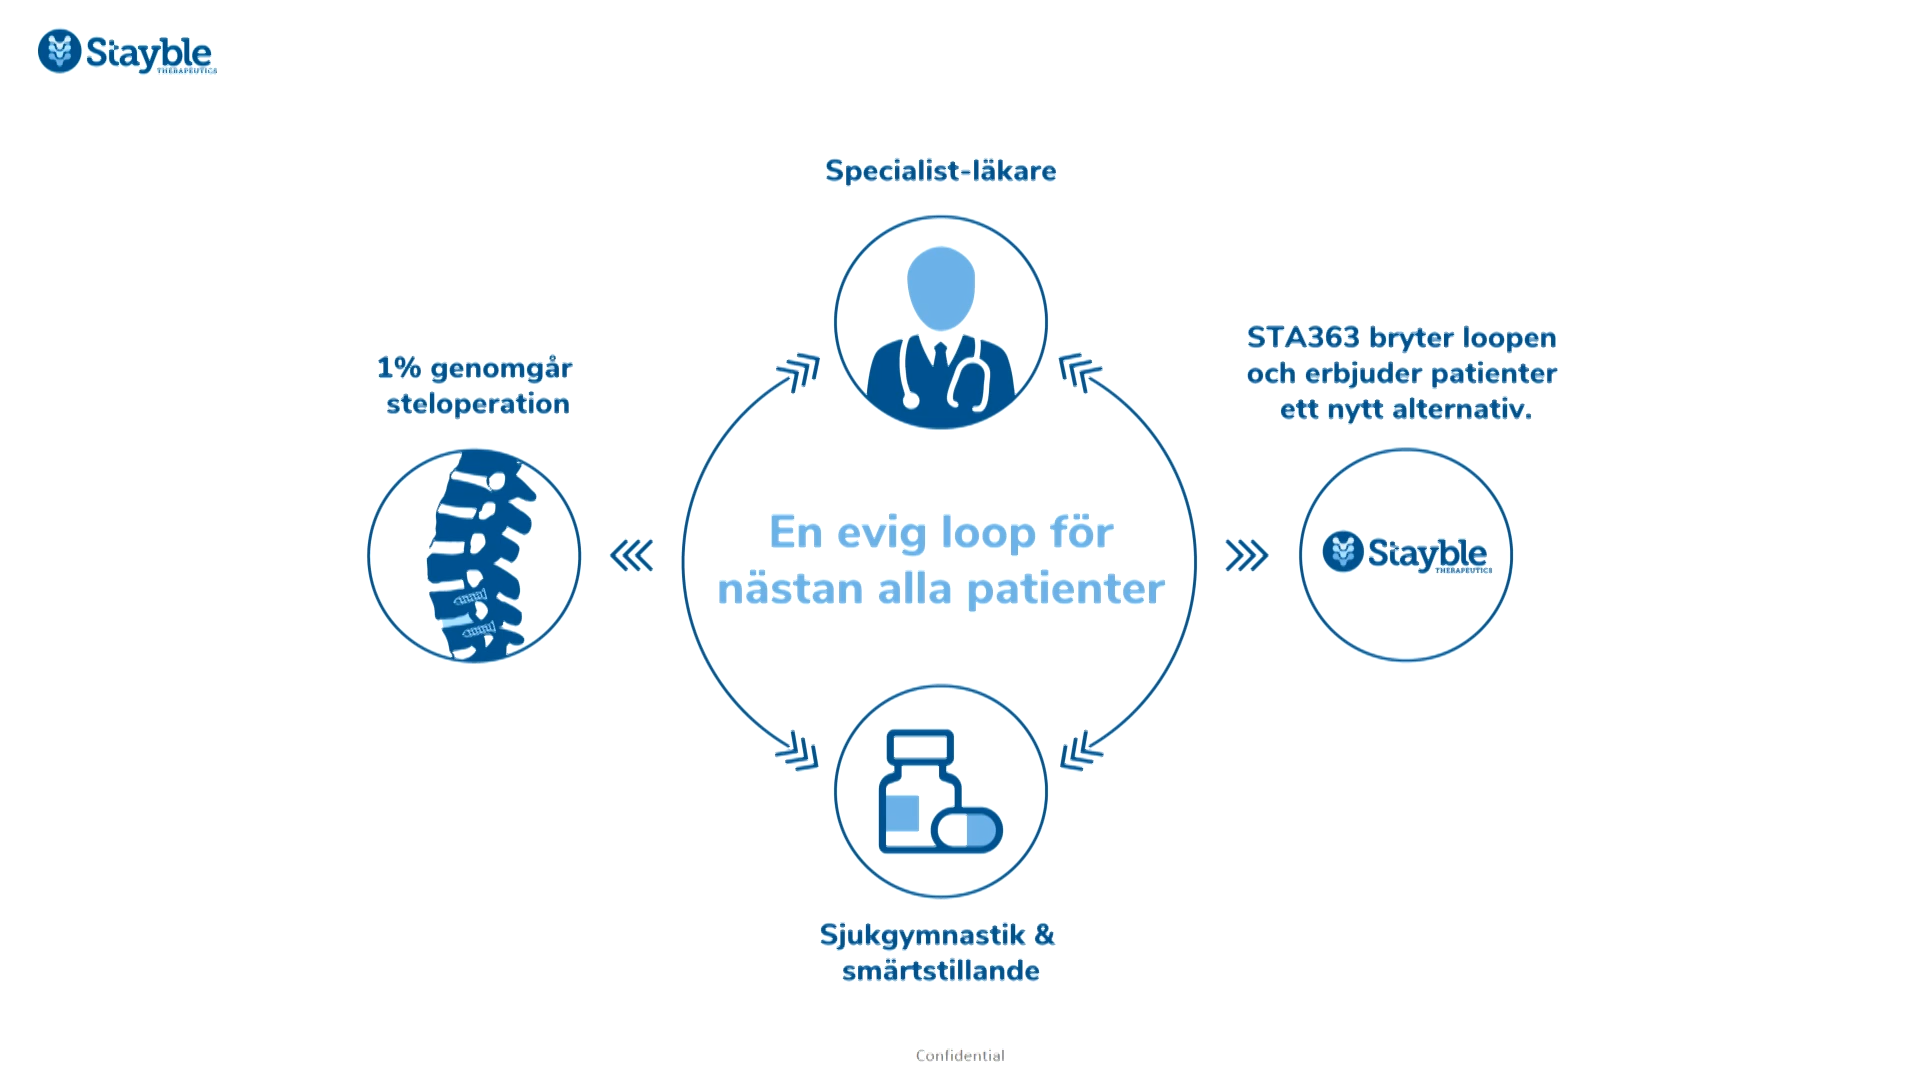 Stayble
THERAPEUTICS
Specialist-läkare
1% genomgår
steloperation
STA363 bryter loopen
och erbjuder patienter
ett nytt alternativ.
En evig loop för
nästan alla patienter
Stayble
THERAPEUTICS
Sjukgymnastik &
smärtstillande
Confidential